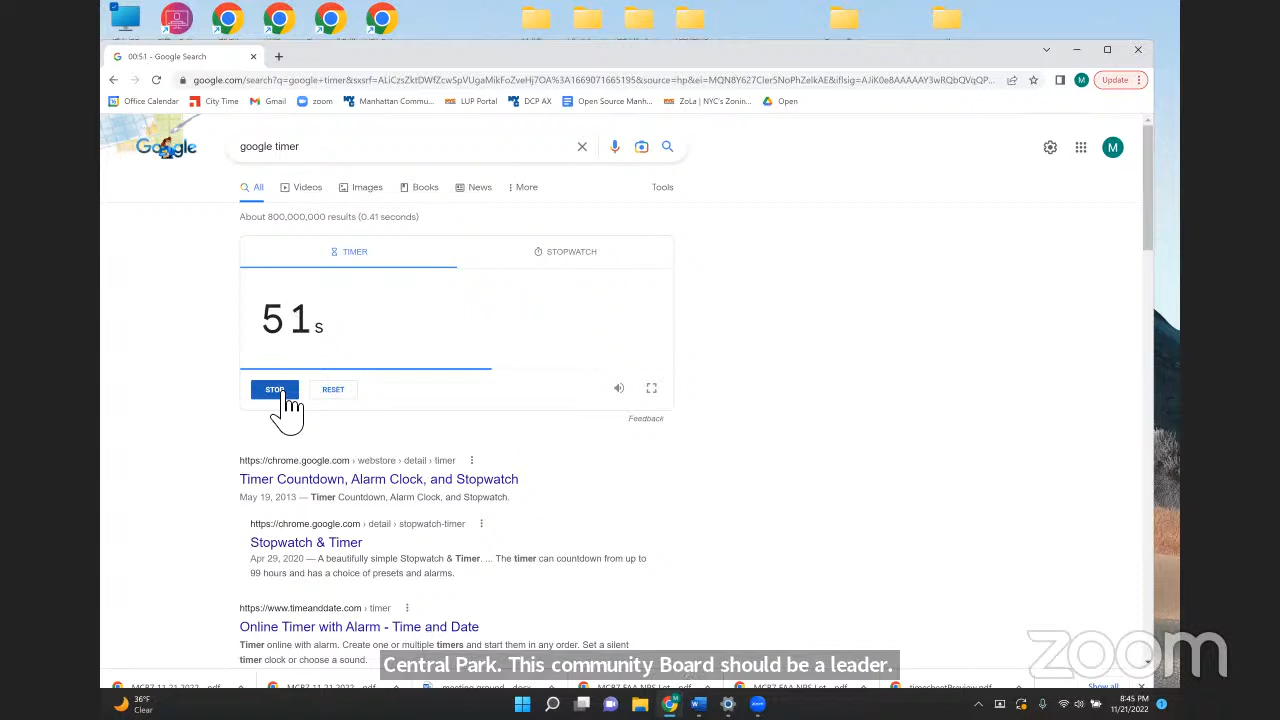 00:51 - Google Search
Office Calendar
City Time
Gmail
zoom
Manhattan Commu...
LUP Portal
DCP AX
Open Source Manh...
ZoLa | NYC's Zonin...
Open
Update
Google
google timer
M
All
Videos
Images
Books
News
More
Tools
About 800,000,000 results (0.41 seconds)
TIMER
STOPWATCH
51s
STOP
RESET
Feedback
https://chrome.google.com › webstore › detail › timer
Timer Countdown, Alarm Clock, and Stopwatch
May 19, 2013 — Timer Countdown, Alarm Clock, and Stopwatch.
https://chrome.google.com › detail › stopwatch-timer
Stopwatch & Timer
Apr 29, 2020 — A beautifully simple Stopwatch & Timer. ... The timer can countdown from up to
99 hours and has a choice of presets and alarms.
https://www.timeanddate.com › timer
Online Timer with Alarm - Time and Date
Timer online with alarm. Create one or multiple timers and start them in any order. Set a silent
timer clock or choose a sound.
Central Park. This community Board should be a leader.
zoom
Show all
36°F
Clear
8:45 PM
11/21/2022